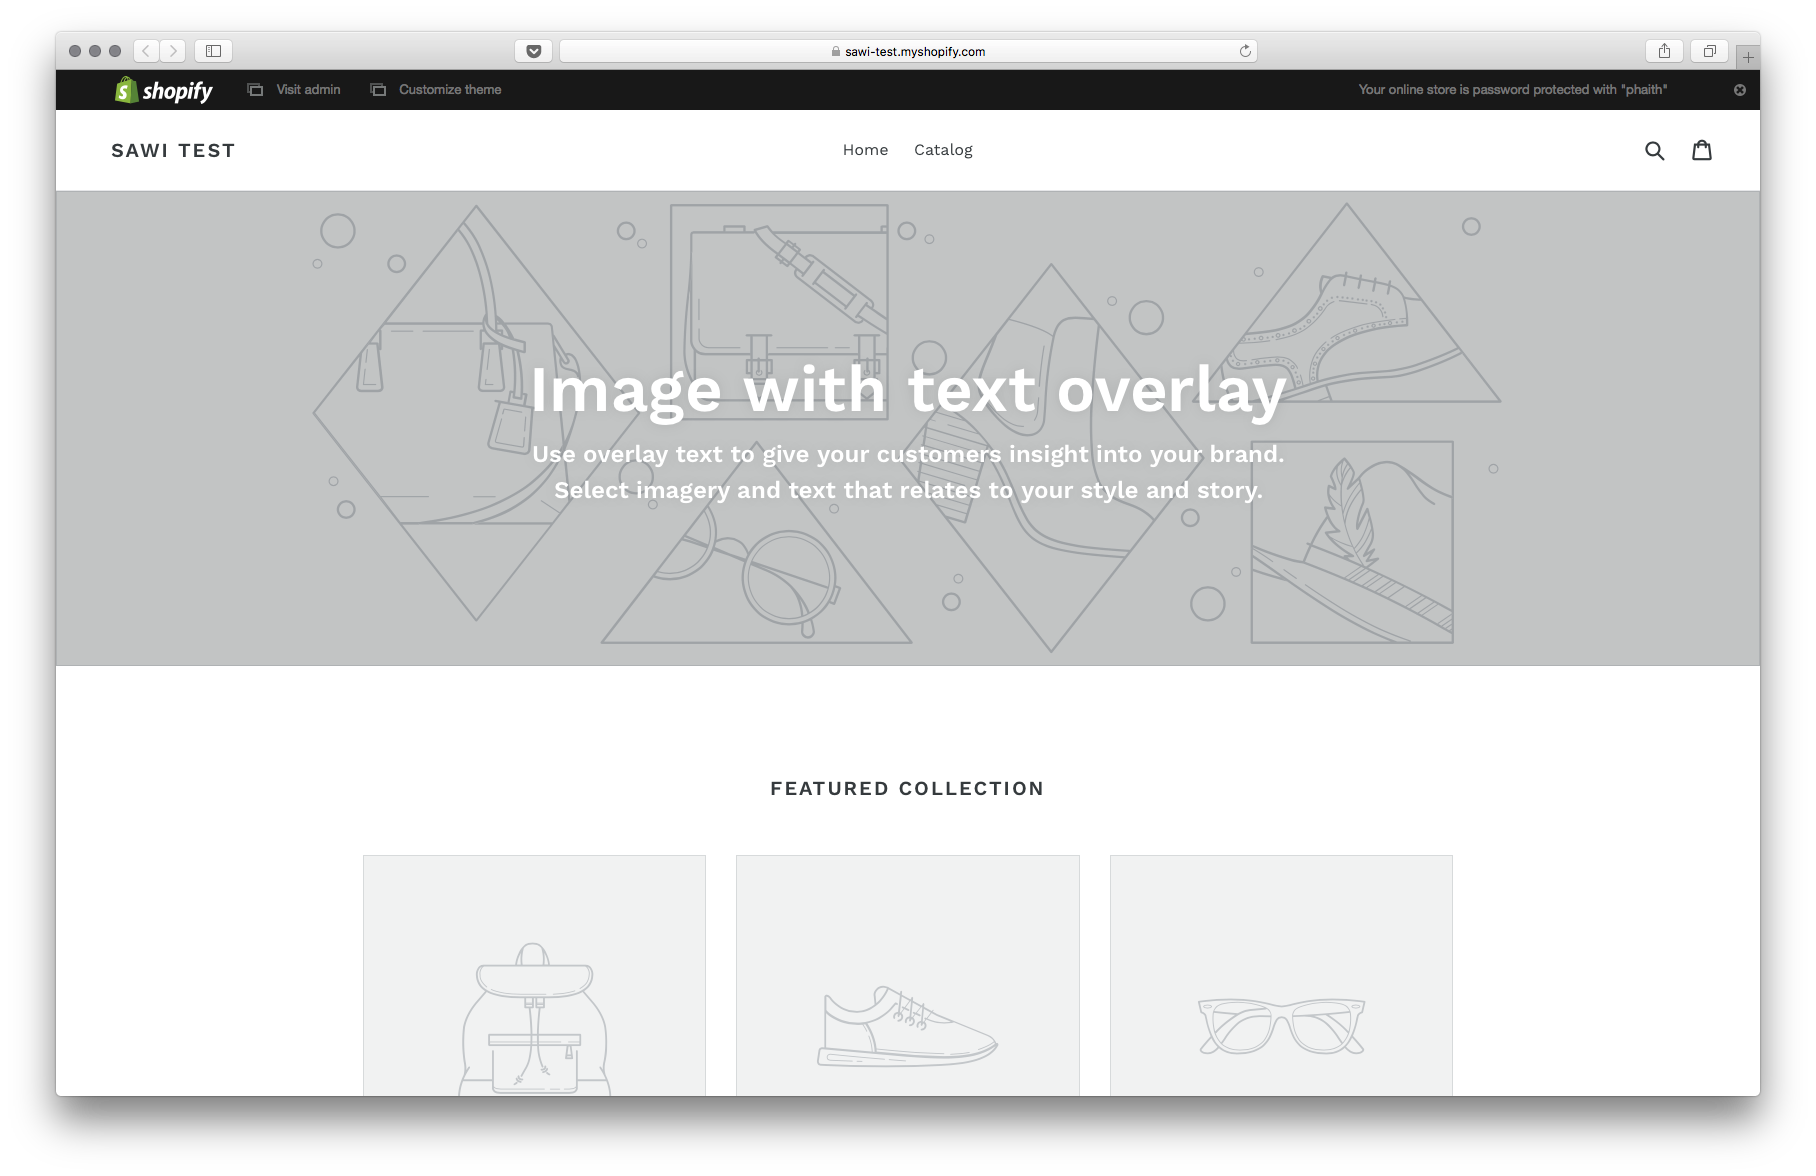 sawi-test.myshopify.com
shopify
Visit admin
Customize theme
Your online store is password protected with "phaith"
SAWI TEST
Home
Catalog
Image with text overlay
Use overlay text to give your customers insight into your brand.
Select imagery and text that relates to your style and story.
FEATURED COLLECTION